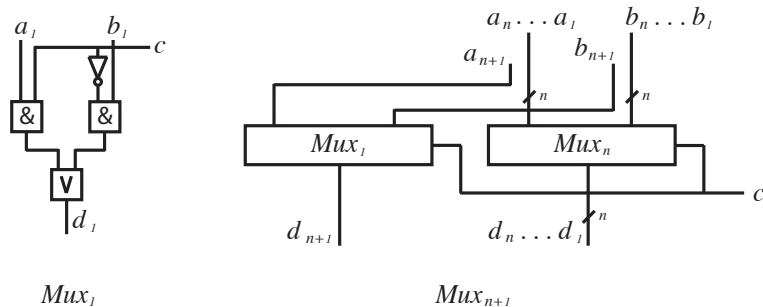 a₁ b₁ c
& &
V
d₁
Mux₁
aₙ...a₁ bₙ...b₁
aₙ₊₁ bₙ₊₁
n n
Mux₁ Muxₙ
c
n
dₙ₊₁ dₙ...d₁
Muxₙ₊₁